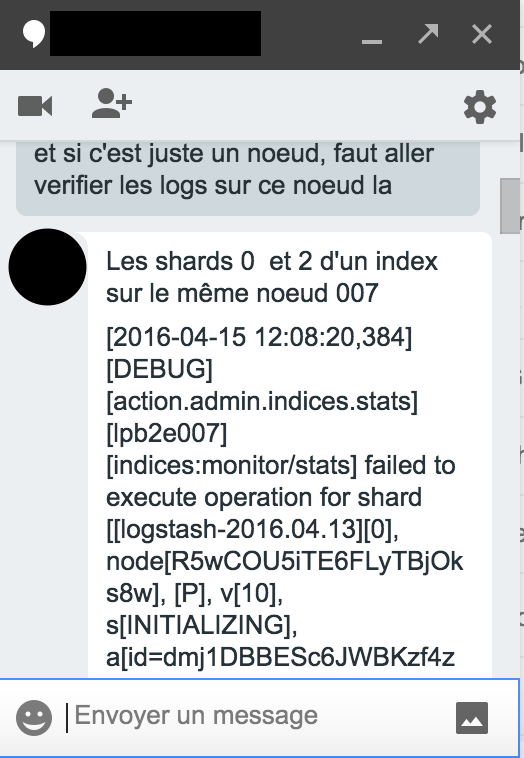 et si c'est juste un noeud, faut aller
verifier les logs sur ce noeud la
Les shards 0  et 2 d'un index
sur le même noeud 007
[2016-04-15 12:08:20,384]
[DEBUG]
[action.admin.indices.stats]
[lpb2e007]
[indices:monitor/stats] failed to
execute operation for shard
[[logstash-2016.04.13][0],
node[R5wCOU5iTE6FLyTBjOk
s8w], [P], v[10],
s[INITIALIZING],
a[id=dmj1DBBESc6JWBKzf4z
Envoyer un message